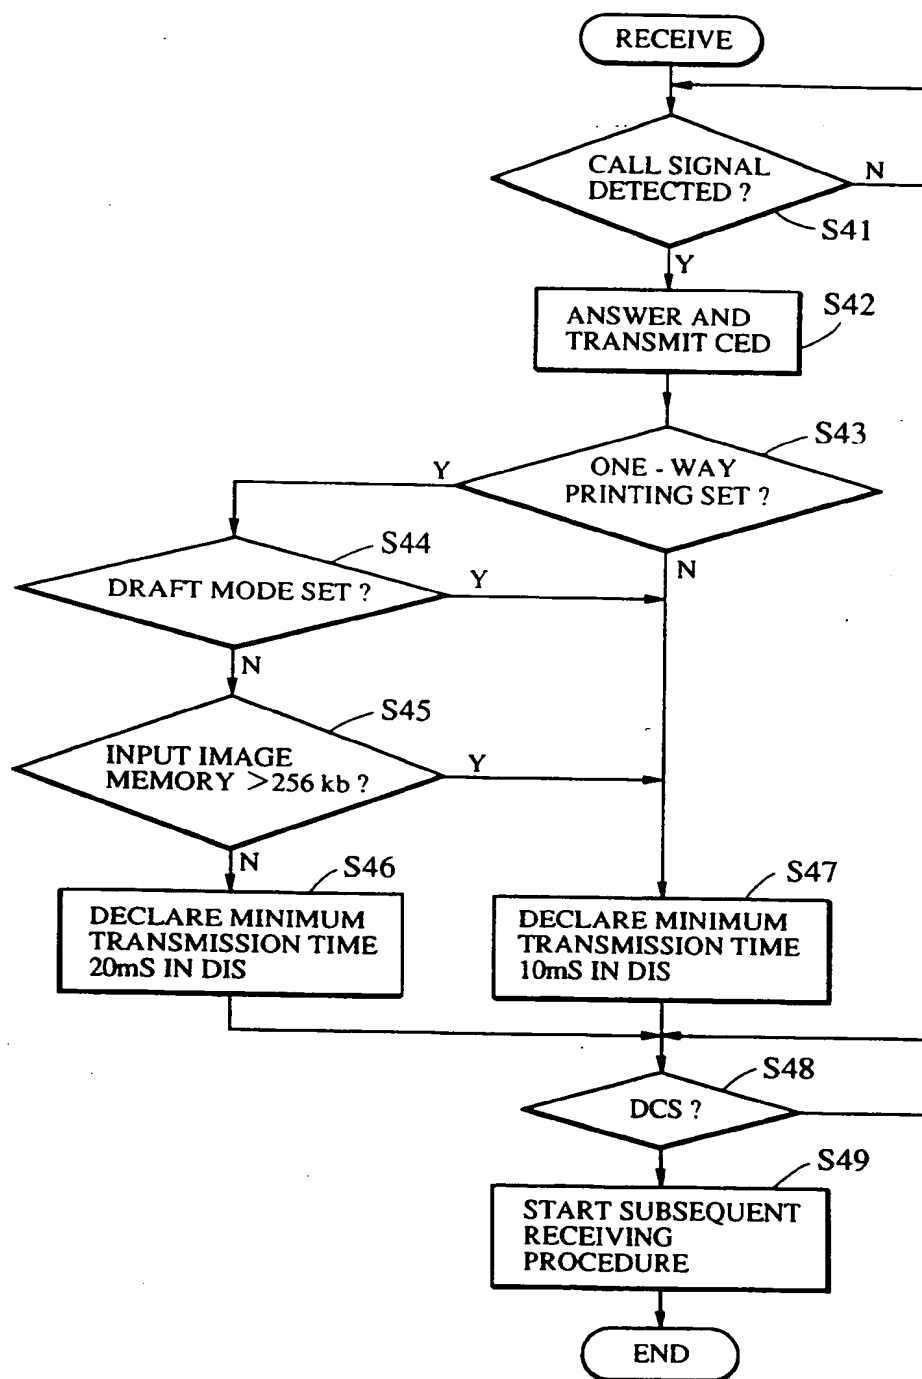 RECEIVE
CALL SIGNAL
DETECTED ?
N
S41
Y
S42
ANSWER AND
TRANSMIT CED
S43
Y
ONE - WAY
PRINTING SET ?
S44
N
DRAFT MODE SET ?
Y
N
S45
INPUT IMAGE
MEMORY >256 kb ?
Y
N
S46
S47
DECLARE MINIMUM
TRANSMISSION TIME
20mS IN DIS
DECLARE MINIMUM
TRANSMISSION TIME
10mS IN DIS
S48
DCS ?
S49
START SUBSEQUENT
RECEIVING
PROCEDURE
END